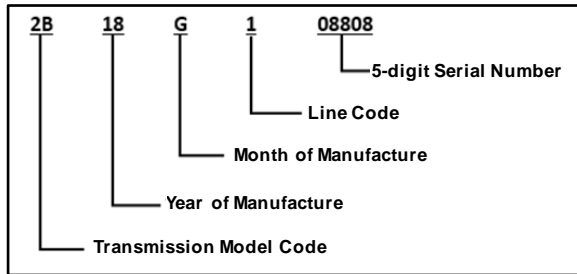 2B 18 G 1 08808
5-digit Serial Number
Line Code
Month of Manufacture
Year of Manufacture
Transmission Model Code